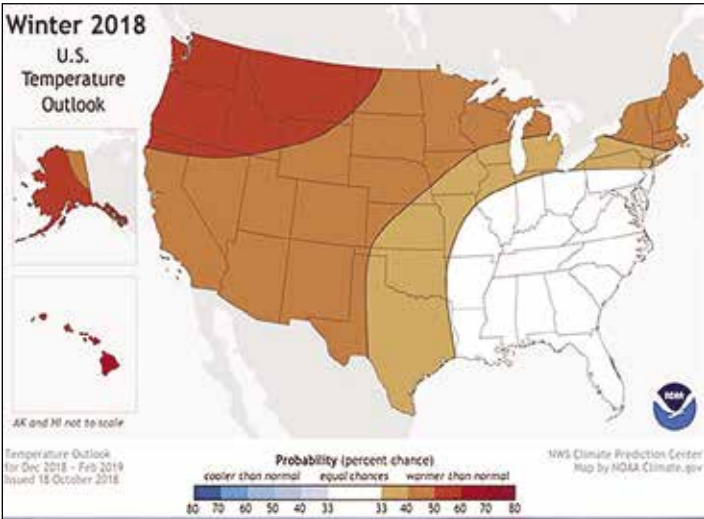 Winter 2018
U.S.
Temperature
Outlook
AK and HI not to scale
NOAA
Temperature Outlook
for Dec 2018 - Feb 2019
Issued 18 October 2018
Probability (percent chance)
cooler than normal equal chances warmer than normal
80 70 60 50 40 33 33 40 50 60 70 80
NWS Climate Prediction Center
Map by NOAA Climate.gov